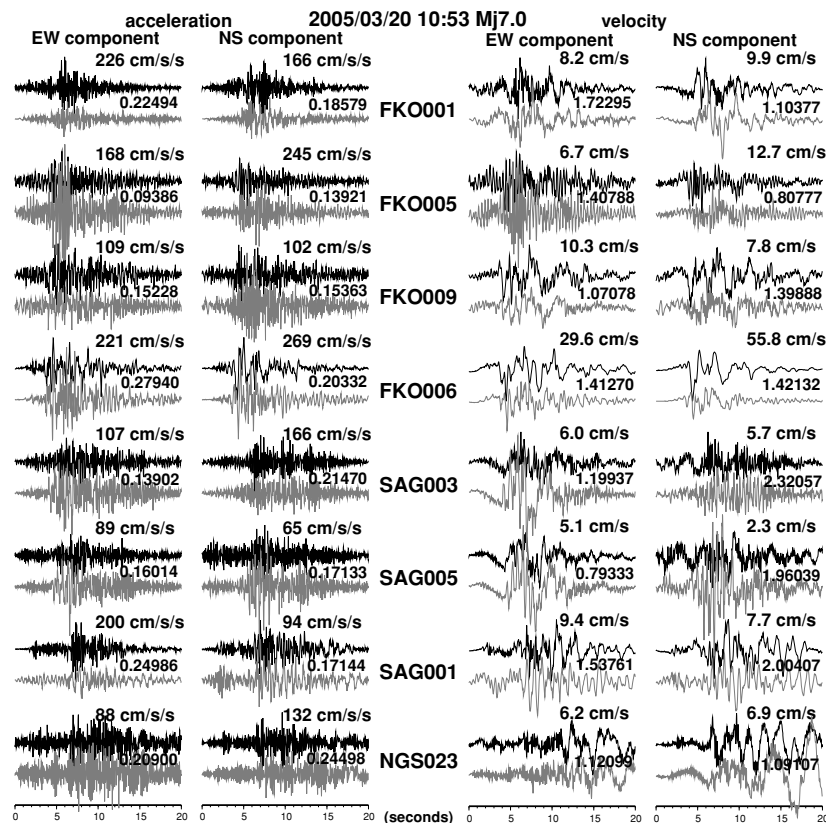 acceleration 2005/03/20 10:53 Mj7.0 velocity
EW component NS component EW component NS component
226 cm/s/s 166 cm/s/s 8.2 cm/s 9.9 cm/s
0.22494 0.18579 FKO001 1.72295 1.10377
168 cm/s/s 245 cm/s/s 6.7 cm/s 12.7 cm/s
0.09386 0.13921 FKO005 1.40788 0.80777
109 cm/s/s 102 cm/s/s 10.3 cm/s 7.8 cm/s
0.15228 0.15363 FKO009 1.07078 1.39888
221 cm/s/s 269 cm/s/s 29.6 cm/s 55.8 cm/s
0.27940 0.20332 FKO006 1.41270 1.42132
107 cm/s/s 166 cm/s/s 6.0 cm/s 5.7 cm/s
0.13902 0.21470 SAG003 1.19937 2.32057
89 cm/s/s 65 cm/s/s 5.1 cm/s 2.3 cm/s
0.16014 0.17133 SAG005 0.79333 1.96039
200 cm/s/s 94 cm/s/s 9.4 cm/s 7.7 cm/s
0.24986 0.17144 SAG001 1.53761 2.00407
88 cm/s/s 132 cm/s/s 6.2 cm/s 6.9 cm/s
0.20900 0.24498 NGS023 1.12099 1.09107
0 5 10 15 20 0 5 10 15 20 (seconds) 0 5 10 15 20 0 5 10 15 20